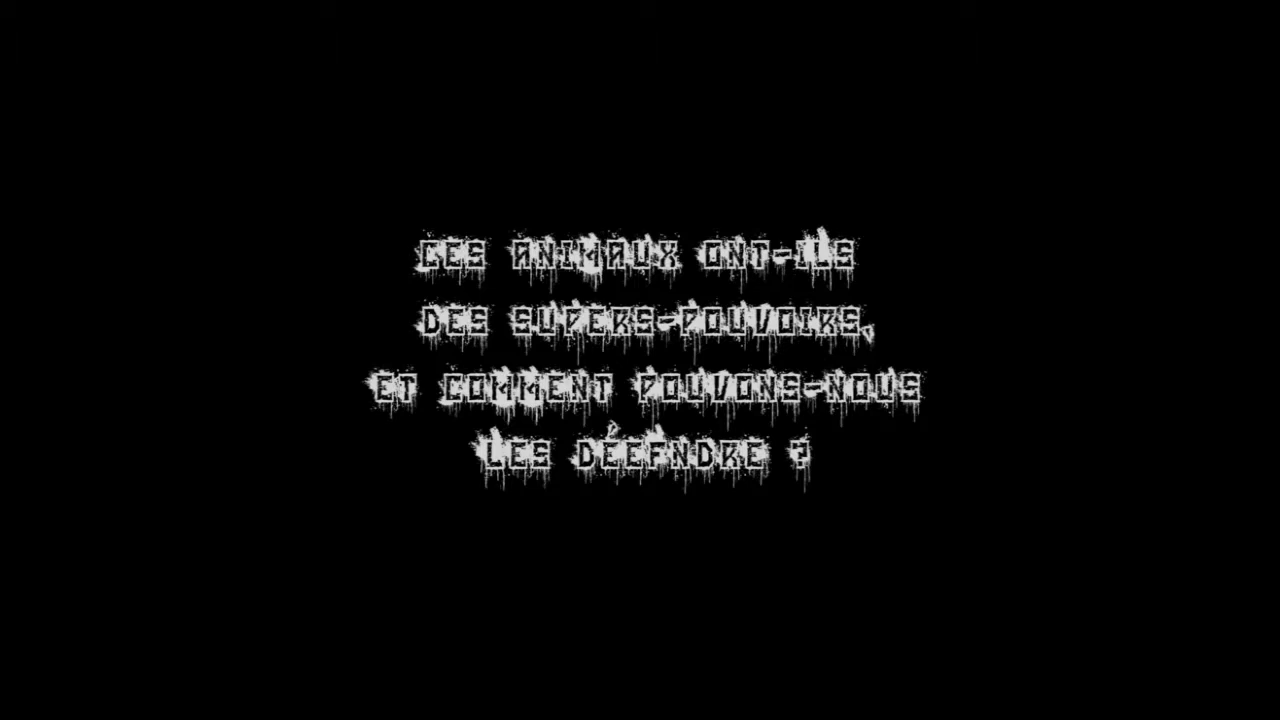 CES ANIMAUX ONT-ILS
DES SUPERS-POUVOIRS,
ET COMMENT POUVONS-NOUS
LES DÉEFNDRE ?